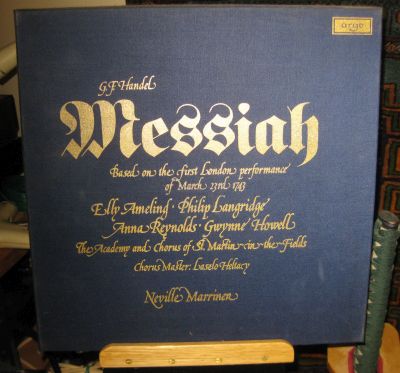 argo
G.F. Handel
Messiah
Based on the first London performance
of March 23rd 1743
Elly Ameling · Philip Langridge
Anna Reynolds · Gwynne Howell
The Academy and Chorus of St. Martin-in-the Fields
Chorus Master: Laszlo Heltacy
Neville Marriner